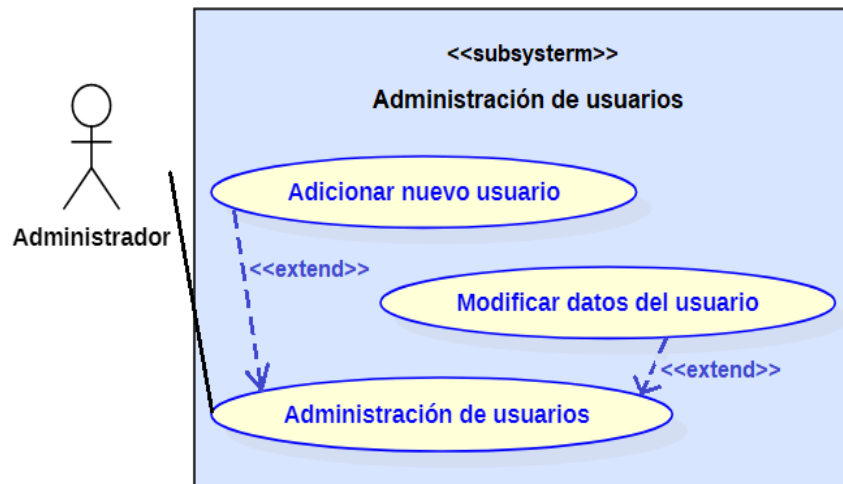 <<subsysterm>>
Administración de usuarios
Administrador
Adicionar nuevo usuario
<<extend>>
Modificar datos del usuario
<<extend>>
Administración de usuarios